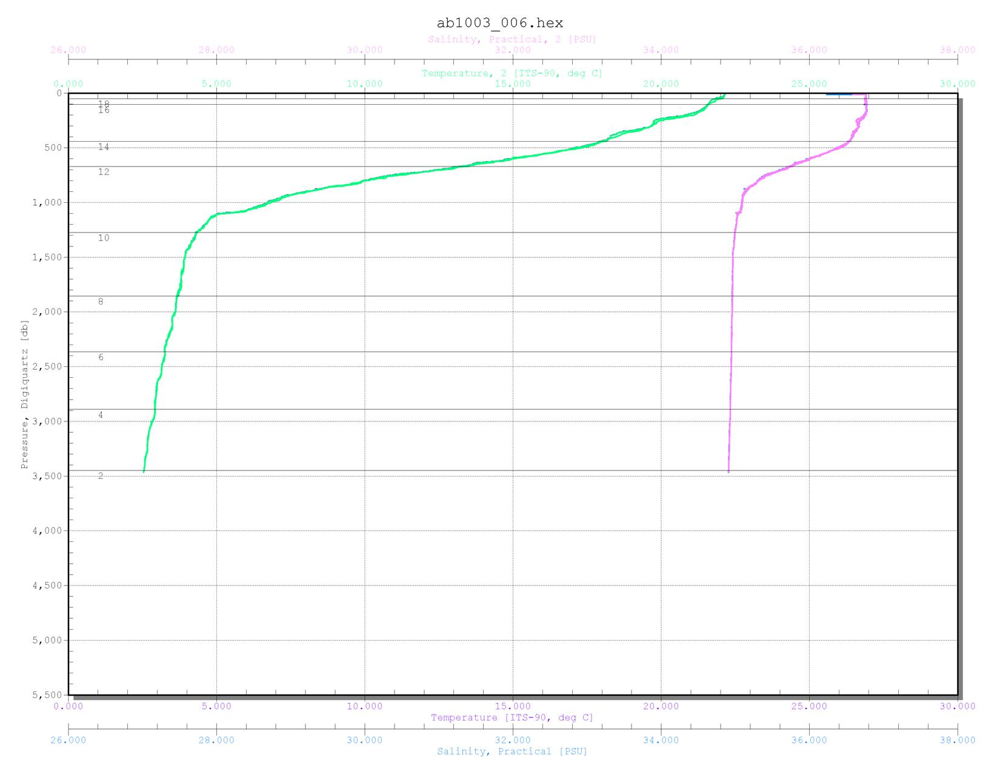 ab1003_006.hex
Salinity, Practical, 2 [PSU]
26.000 28.000 30.000 32.000 34.000 36.000 38.000
Temperature, 2 [ITS-90, deg C]
0.000 5.000 10.000 15.000 20.000 25.000 30.000
0
18
16
14
500
12
1,000
10
1,500
8
2,000
6
2,500
4
3,000
2
3,500
4,000
4,500
5,000
5,500
Pressure, Digiquartz [db]
0.000 5.000 10.000 15.000 20.000 25.000 30.000
Temperature [ITS-90, deg C]
26.000 28.000 30.000 32.000 34.000 36.000 38.000
Salinity, Practical [PSU]